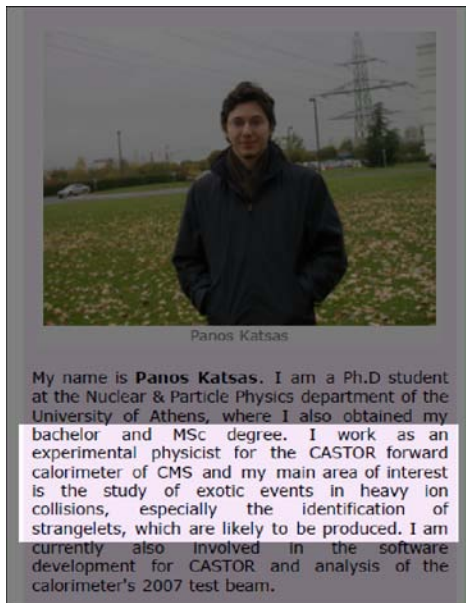 Panos Katsas
My name is Panos Katsas. I am a Ph.D student
at the Nuclear & Particle Physics department of the
University of Athens, where I also obtained my
bachelor and MSc degree. I work as an
experimental physicist for the CASTOR forward
calorimeter of CMS and my main area of interest
is the study of exotic events in heavy ion
collisions, especially the identification of
strangelets, which are likely to be produced. I am
currently also involved in the software
development for CASTOR and analysis of the
calorimeter's 2007 test beam.